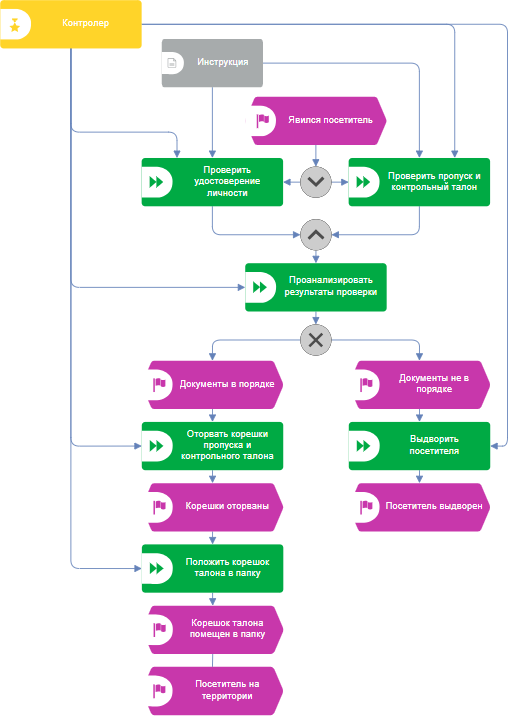 Контролер
Инструкция
Явился посетитель
Проверить
удостоверение
личности
Проверить пропуск и
контрольный талон
Проанализировать
результаты проверки
Документы в порядке
Документы не в
порядке
Оторвать корешки
пропуска и
контрольного талона
Выдворить
посетителя
Корешки оторваны
Посетитель выдворен
Положить корешок
талона в папку
Корешок талона
помещен в папку
Посетитель на
территории